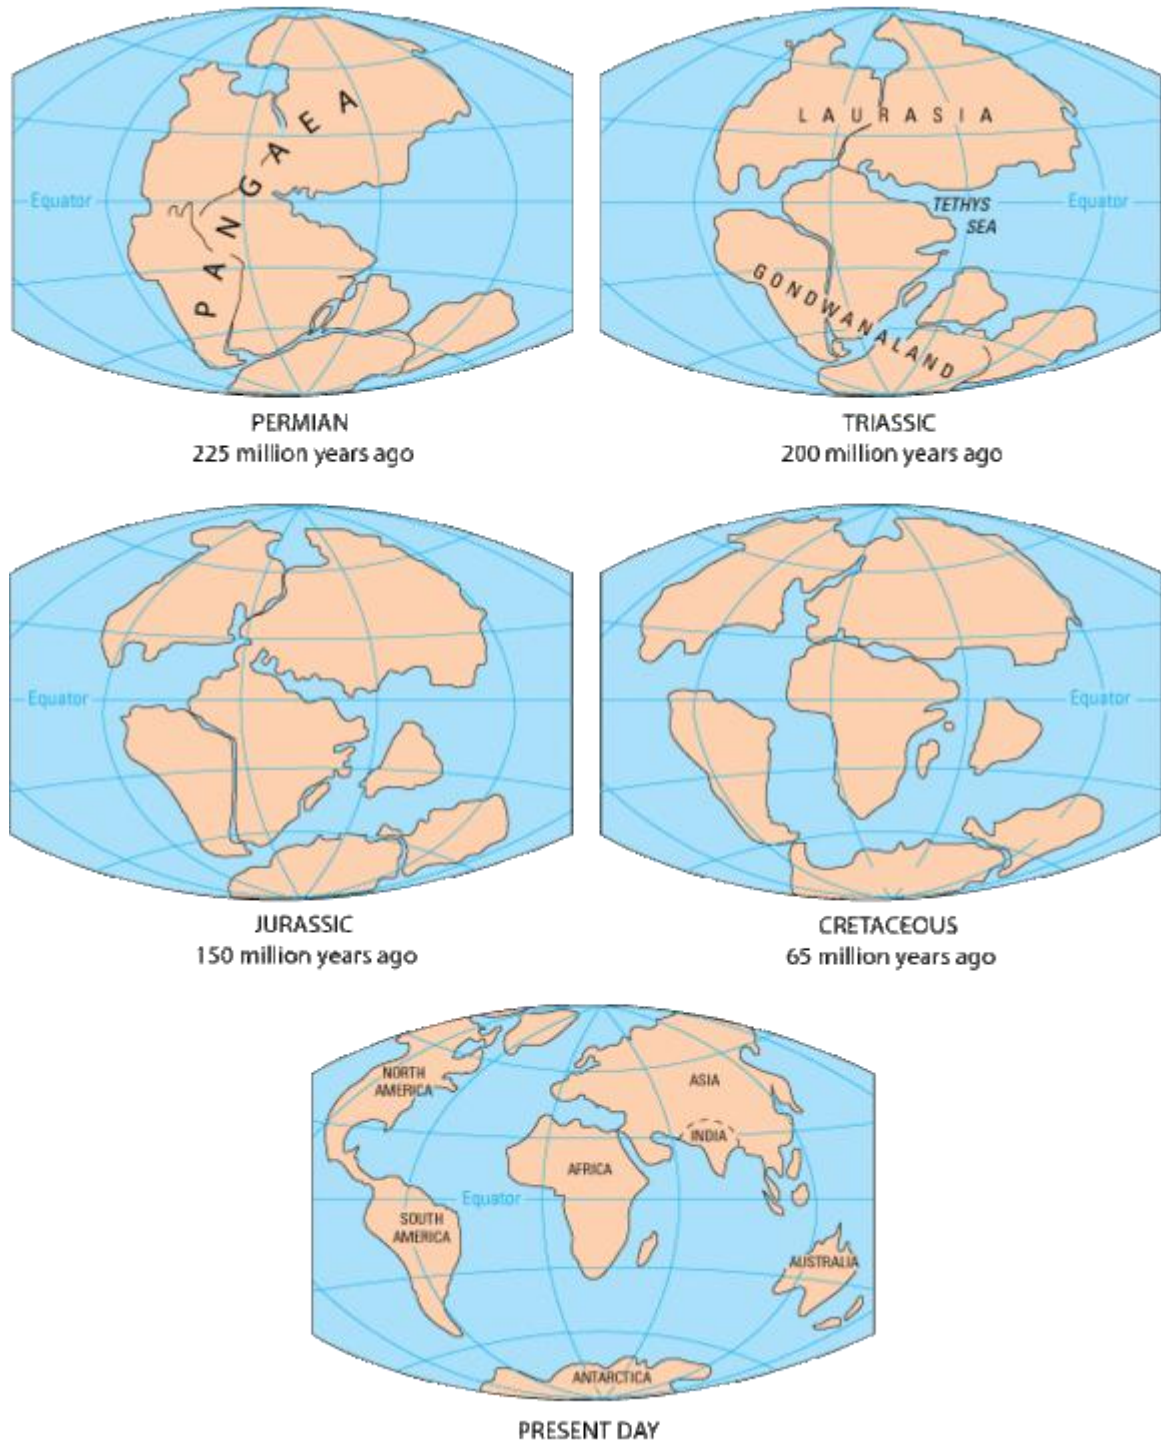 PANGAEA
Equator
PERMIAN
225 million years ago
LAURASIA
TETHYS
SEA
Equator
GONDWANALAND
TRIASSIC
200 million years ago
Equator
JURASSIC
150 million years ago
Equator
CRETACEOUS
65 million years ago
NORTH
AMERICA
ASIA
INDIA
AFRICA
Equator
SOUTH
AMERICA
AUSTRALIA
ANTARCTICA
PRESENT DAY